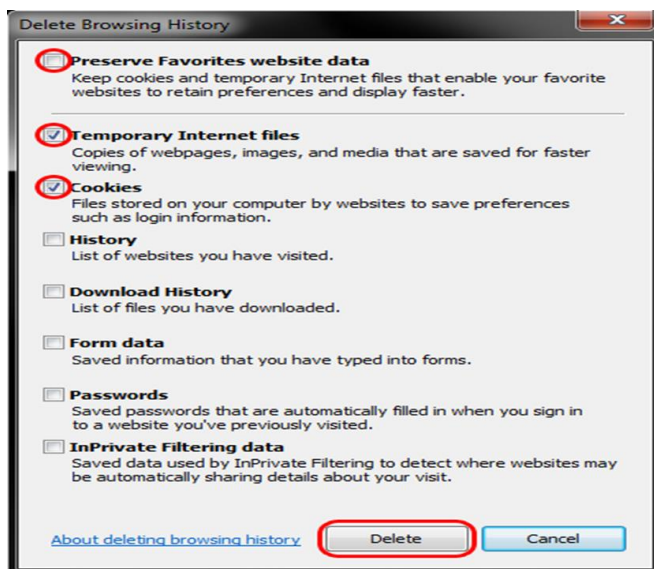 Delete Browsing History
Preserve Favorites website data
Keep cookies and temporary Internet files that enable your favorite
websites to retain preferences and display faster.
Temporary Internet files
Copies of webpages, images, and media that are saved for faster
viewing.
Cookies
Files stored on your computer by websites to save preferences
such as login information.
History
List of websites you have visited.
Download History
List of files you have downloaded.
Form data
Saved information that you have typed into forms.
Passwords
Saved passwords that are automatically filled in when you sign in
to a website you've previously visited.
InPrivate Filtering data
Saved data used by InPrivate Filtering to detect where websites may
be automatically sharing details about your visit.
About deleting browsing history Delete Cancel